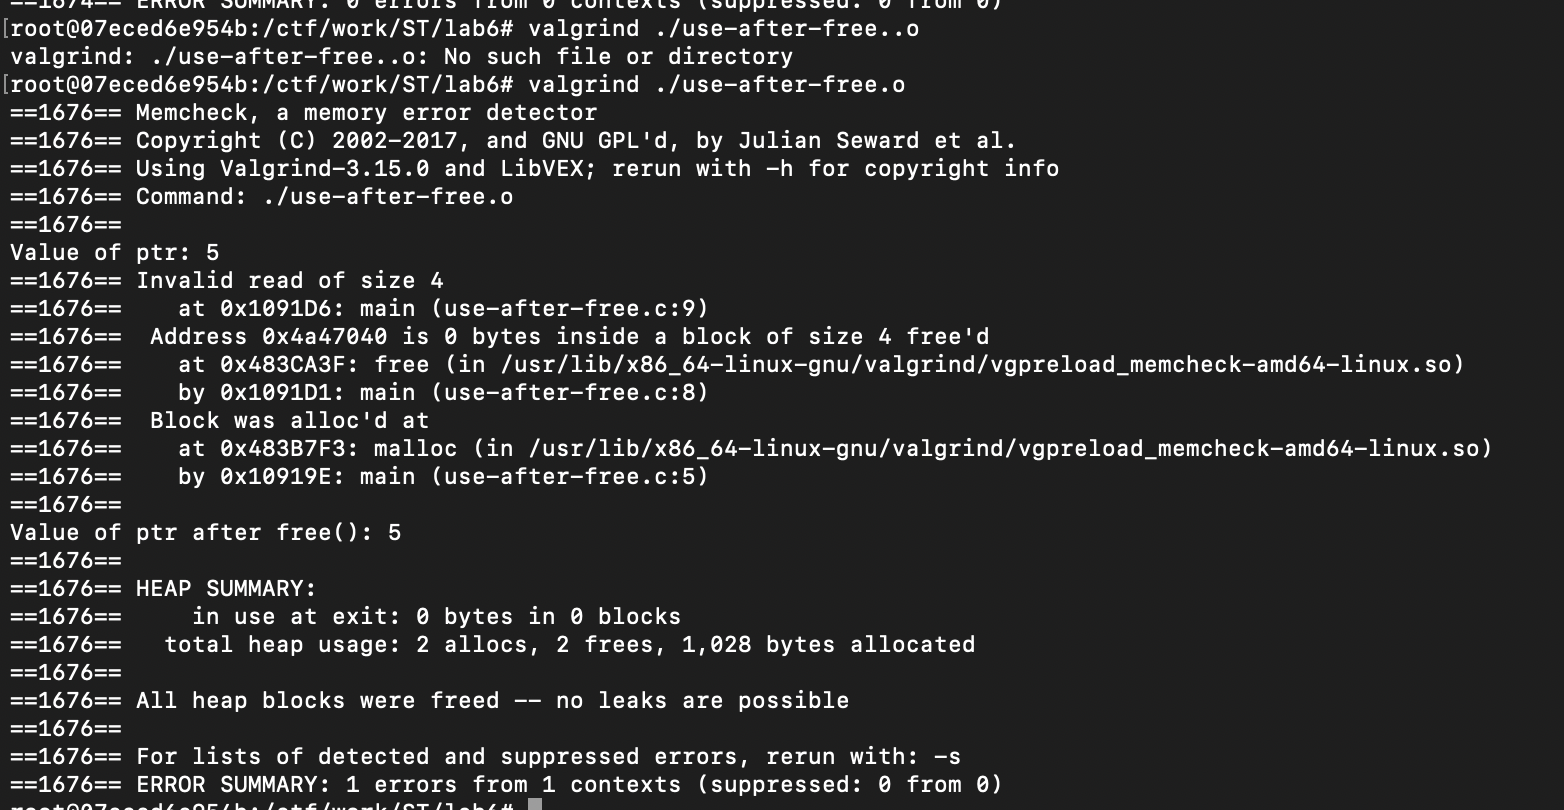 ==1674== ERROR SUMMARY: 0 errors from 0 contexts (suppressed: 0 from 0)
[root@07eced6e954b:/ctf/work/ST/lab6# valgrind ./use-after-free..o
valgrind: ./use-after-free..o: No such file or directory
[root@07eced6e954b:/ctf/work/ST/lab6# valgrind ./use-after-free.o
==1676== Memcheck, a memory error detector
==1676== Copyright (C) 2002-2017, and GNU GPL'd, by Julian Seward et al.
==1676== Using Valgrind-3.15.0 and LibVEX; rerun with -h for copyright info
==1676== Command: ./use-after-free.o
==1676==
Value of ptr: 5
==1676== Invalid read of size 4
==1676==    at 0x1091D6: main (use-after-free.c:9)
==1676==  Address 0x4a47040 is 0 bytes inside a block of size 4 free'd
==1676==    at 0x483CA3F: free (in /usr/lib/x86_64-linux-gnu/valgrind/vgpreload_memcheck-amd64-linux.so)
==1676==    by 0x1091D1: main (use-after-free.c:8)
==1676==  Block was alloc'd at
==1676==    at 0x483B7F3: malloc (in /usr/lib/x86_64-linux-gnu/valgrind/vgpreload_memcheck-amd64-linux.so)
==1676==    by 0x10919E: main (use-after-free.c:5)
==1676==
Value of ptr after free(): 5
==1676==
==1676== HEAP SUMMARY:
==1676==     in use at exit: 0 bytes in 0 blocks
==1676==   total heap usage: 2 allocs, 2 frees, 1,028 bytes allocated
==1676==
==1676== All heap blocks were freed -- no leaks are possible
==1676==
==1676== For lists of detected and suppressed errors, rerun with: -s
==1676== ERROR SUMMARY: 1 errors from 1 contexts (suppressed: 0 from 0)
root@07eced6e954b:/ctf/work/ST/lab6#